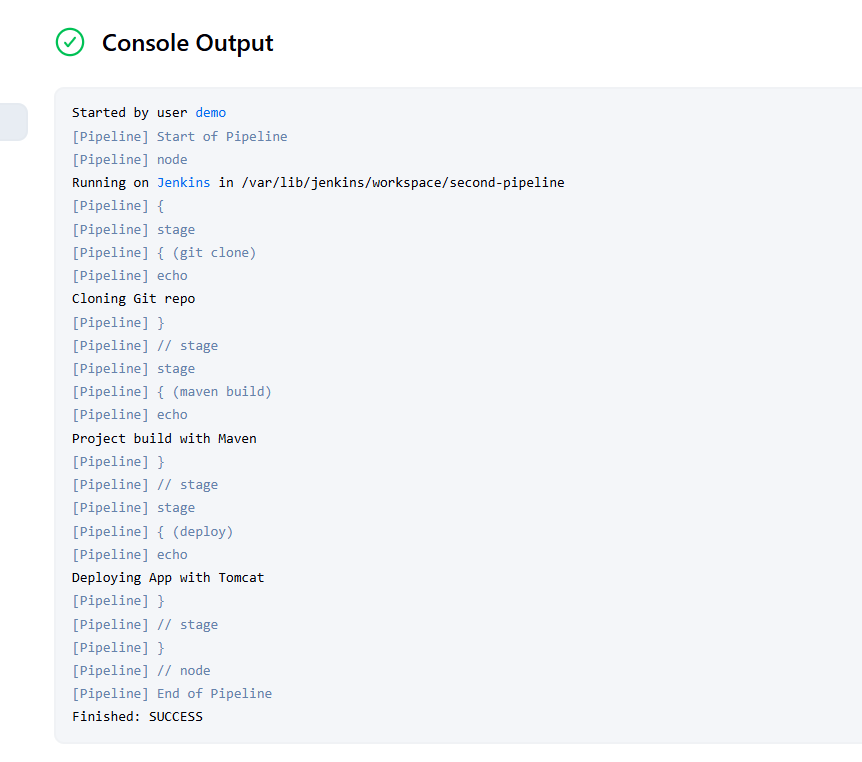 Console Output
Started by user demo
[Pipeline] Start of Pipeline
[Pipeline] node
Running on Jenkins in /var/lib/jenkins/workspace/second-pipeline
[Pipeline] {
[Pipeline] stage
[Pipeline] { (git clone)
[Pipeline] echo
Cloning Git repo
[Pipeline] }
[Pipeline] // stage
[Pipeline] stage
[Pipeline] { (maven build)
[Pipeline] echo
Project build with Maven
[Pipeline] }
[Pipeline] // stage
[Pipeline] stage
[Pipeline] { (deploy)
[Pipeline] echo
Deploying App with Tomcat
[Pipeline] }
[Pipeline] // stage
[Pipeline] }
[Pipeline] // node
[Pipeline] End of Pipeline
Finished: SUCCESS